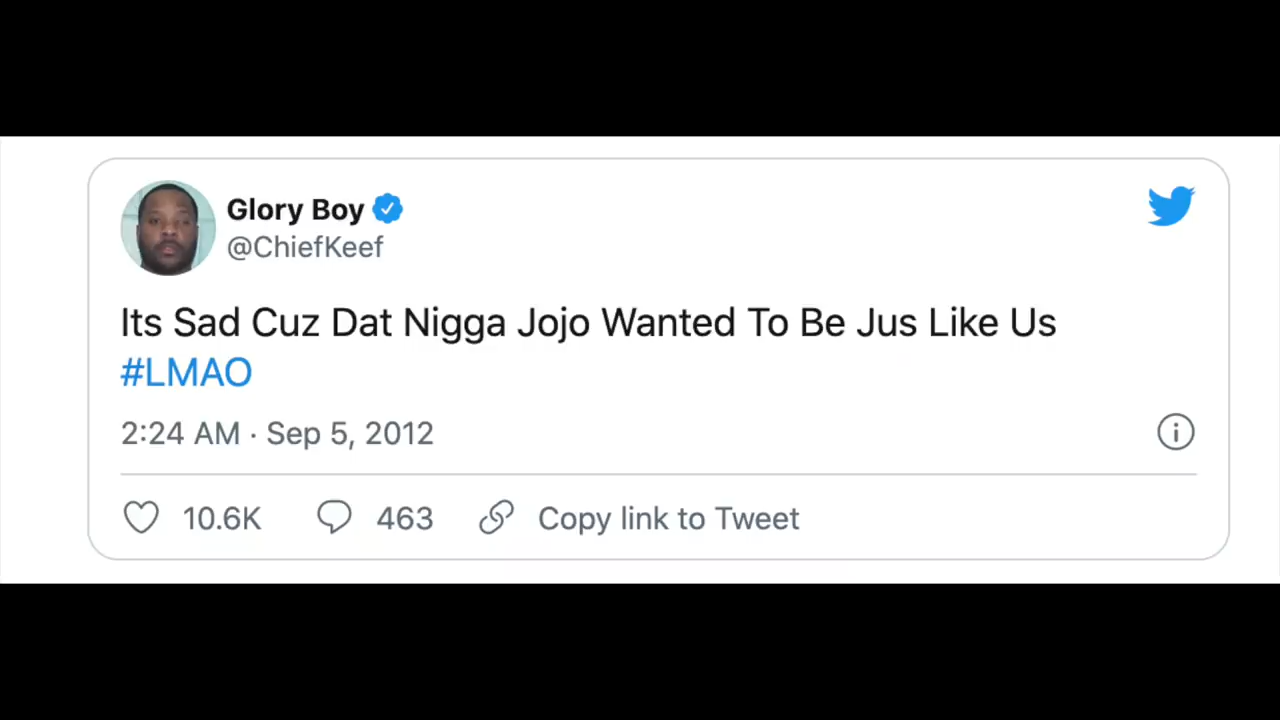 Glory Boy
@ChiefKeef
Its Sad Cuz Dat Nigga Jojo Wanted To Be Jus Like Us
#LMAO
2:24 AM · Sep 5, 2012
10.6K 463 Copy link to Tweet